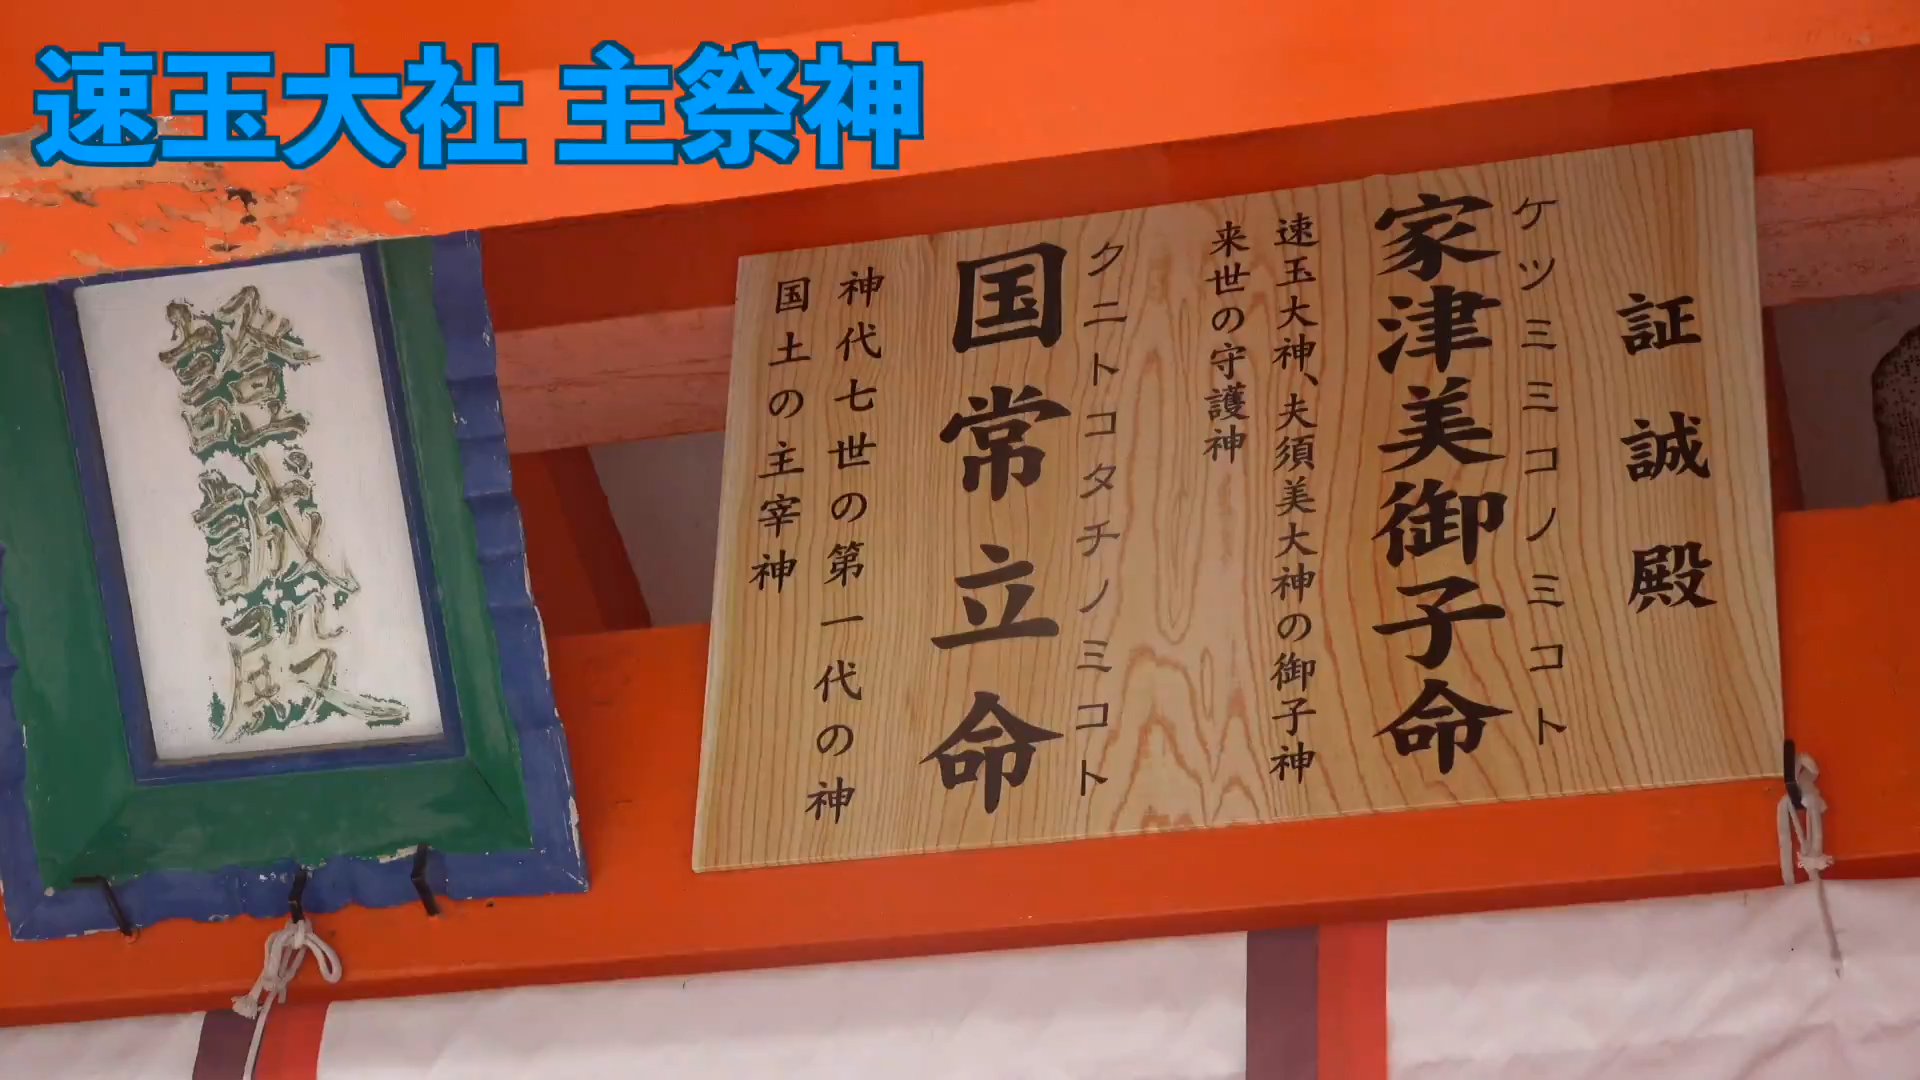 速玉大社 主祭神
証誠殿
ケツミミコノミコト
家津美御子命
速玉大神、夫須美大神の御子神
来世の守護神
クニトコタチノミコト
国常立命
神代七世の第一代の神
国土の主宰神
證誠殿